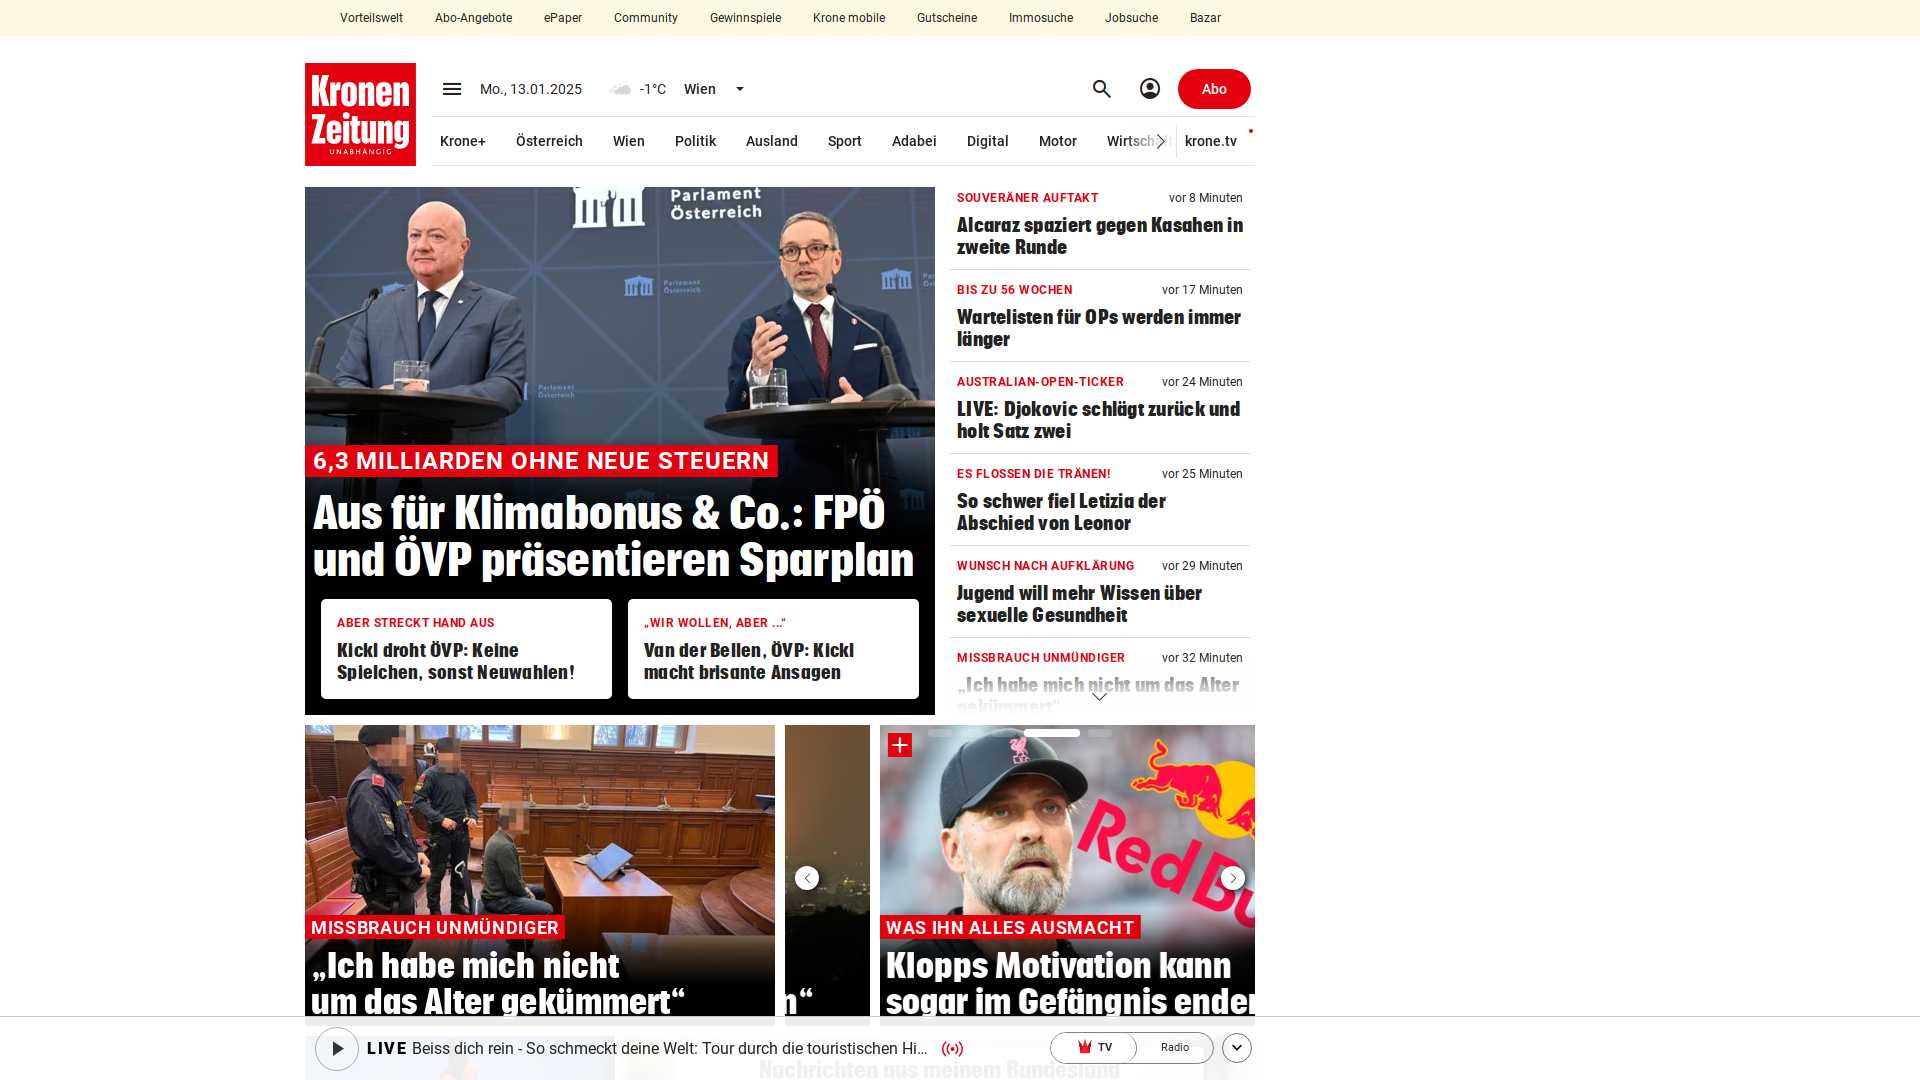 Vorteilswelt Abo-Angebote ePaper Community Gewinnspiele Krone mobile Gutscheine Immosuche Jobsuche Bazar
Kronen
Zeitung
UNABHÄNGIG
Mo., 13.01.2025 -1°C Wien
Abo
Krone+ Österreich Wien Politik Ausland Sport Adabei Digital Motor Wirtscha krone.tv
Parlament
Österreich
Parlament
Österreich
Parlament
Österreich
6,3 MILLIARDEN OHNE NEUE STEUERN
Aus für Klimabonus & Co.: FPÖ
und ÖVP präsentieren Sparplan
ABER STRECKT HAND AUS
Kickl droht ÖVP: Keine
Spielchen, sonst Neuwahlen!
„WIR WOLLEN, ABER ...“
Van der Bellen, ÖVP: Kickl
macht brisante Ansagen
SOUVERÄNER AUFTAKT vor 8 Minuten
Alcaraz spaziert gegen Kasahen in
zweite Runde
BIS ZU 56 WOCHEN vor 17 Minuten
Wartelisten für OPs werden immer
länger
AUSTRALIAN-OPEN-TICKER vor 24 Minuten
LIVE: Djokovic schlägt zurück und
holt Satz zwei
ES FLOSSEN DIE TRÄNEN! vor 25 Minuten
So schwer fiel Letizia der
Abschied von Leonor
WUNSCH NACH AUFKLÄRUNG vor 29 Minuten
Jugend will mehr Wissen über
sexuelle Gesundheit
MISSBRAUCH UNMÜNDIGER vor 32 Minuten
„Ich habe mich nicht um das Alter
gekümmert“
MISSBRAUCH UNMÜNDIGER
„Ich habe mich nicht
um das Alter gekümmert“
n“
Red Bu
WAS IHN ALLES AUSMACHT
Klopps Motivation kann
sogar im Gefängnis enden
LIVE Beiss dich rein - So schmeckt deine Welt: Tour durch die touristischen Hi...
TV Radio
Nachrichten aus meinem Bundesland